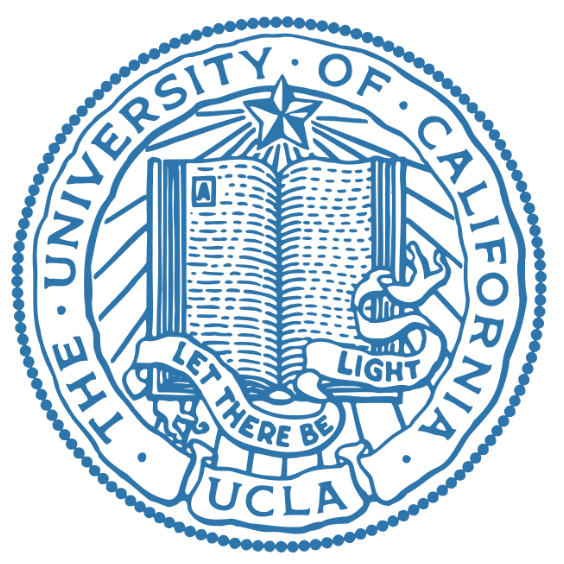 · THE · UNIVERSITY · OF · CALIFORNIA ·
A
LET THERE BE
LIGHT
UCLA